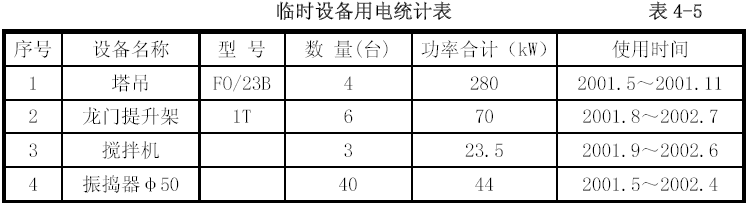 临时设备用电统计表 表 4-5
序号 设备名称 型 号 数 量(台) 功率合计（kW） 使用时间
1 塔吊 FO/23B 4 280 2001.5～2001.11
2 龙门提升架 1T 6 70 2001.8～2002.7
3 搅拌机 3 23.5 2001.9～2002.6
4 振捣器φ50 40 44 2001.5～2002.4